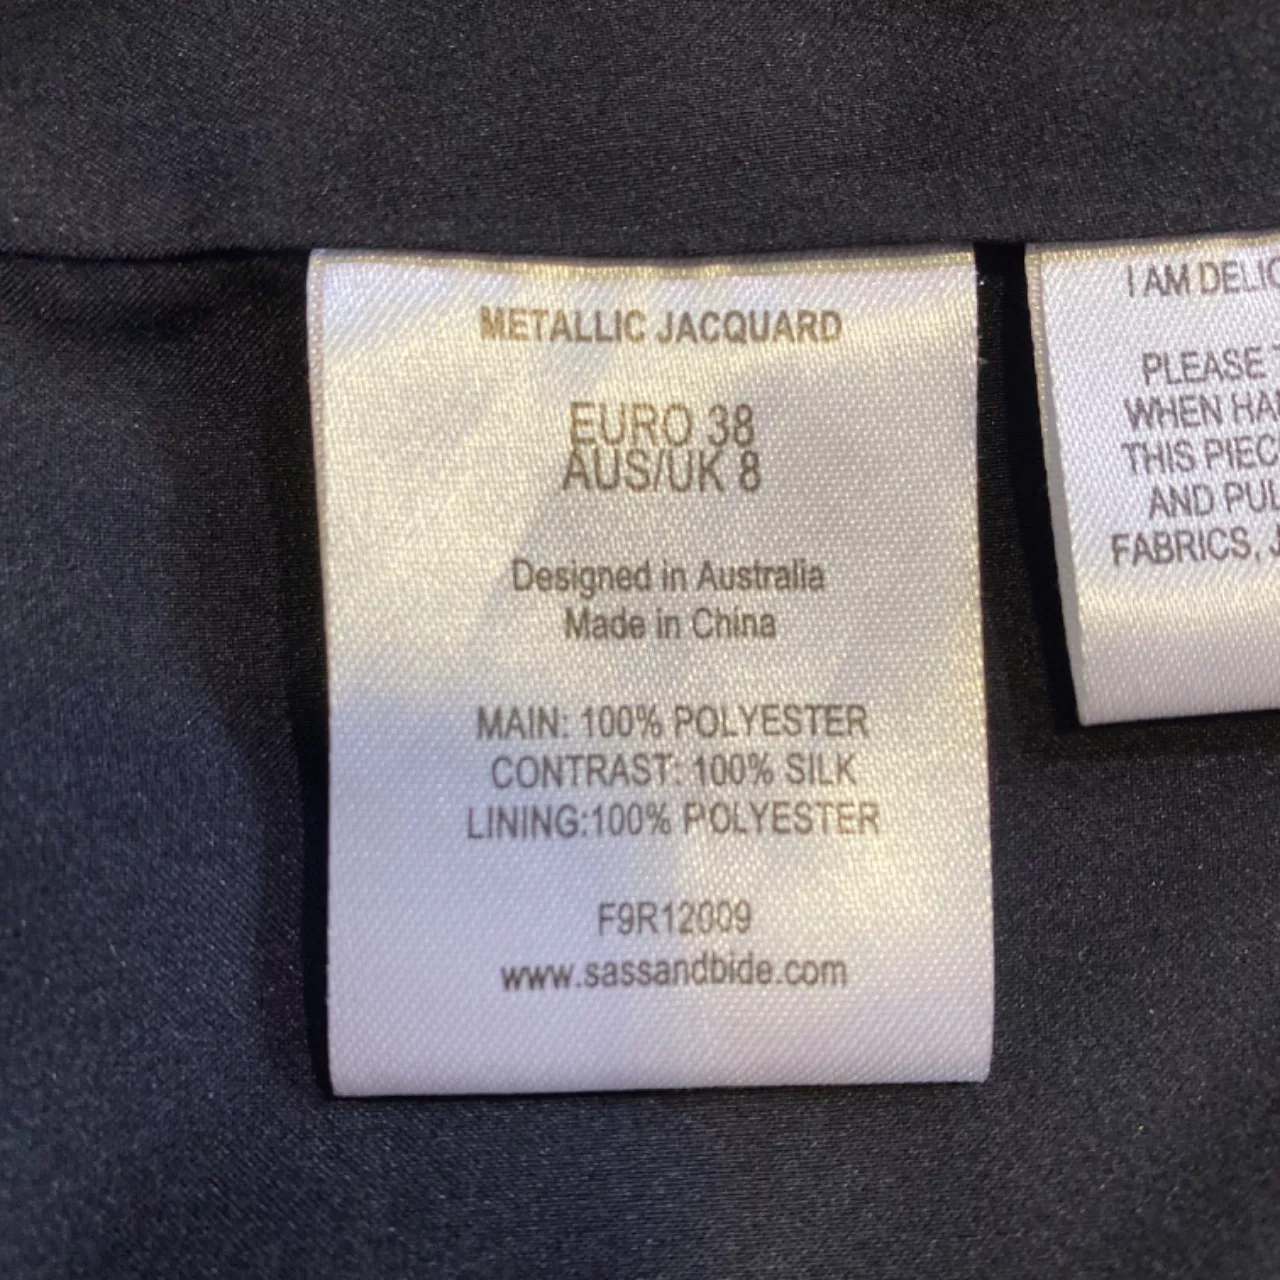 METALLIC JACQUARD
EURO 38
AUS/UK 8
Designed in Australia
Made in China
MAIN: 100% POLYESTER
CONTRAST: 100% SILK
LINING:100% POLYESTER
F9R12009
www.sassandbide.com
I AM DELIC
PLEASE
WHEN HA
THIS PIEC
AND PUL
FABRICS,